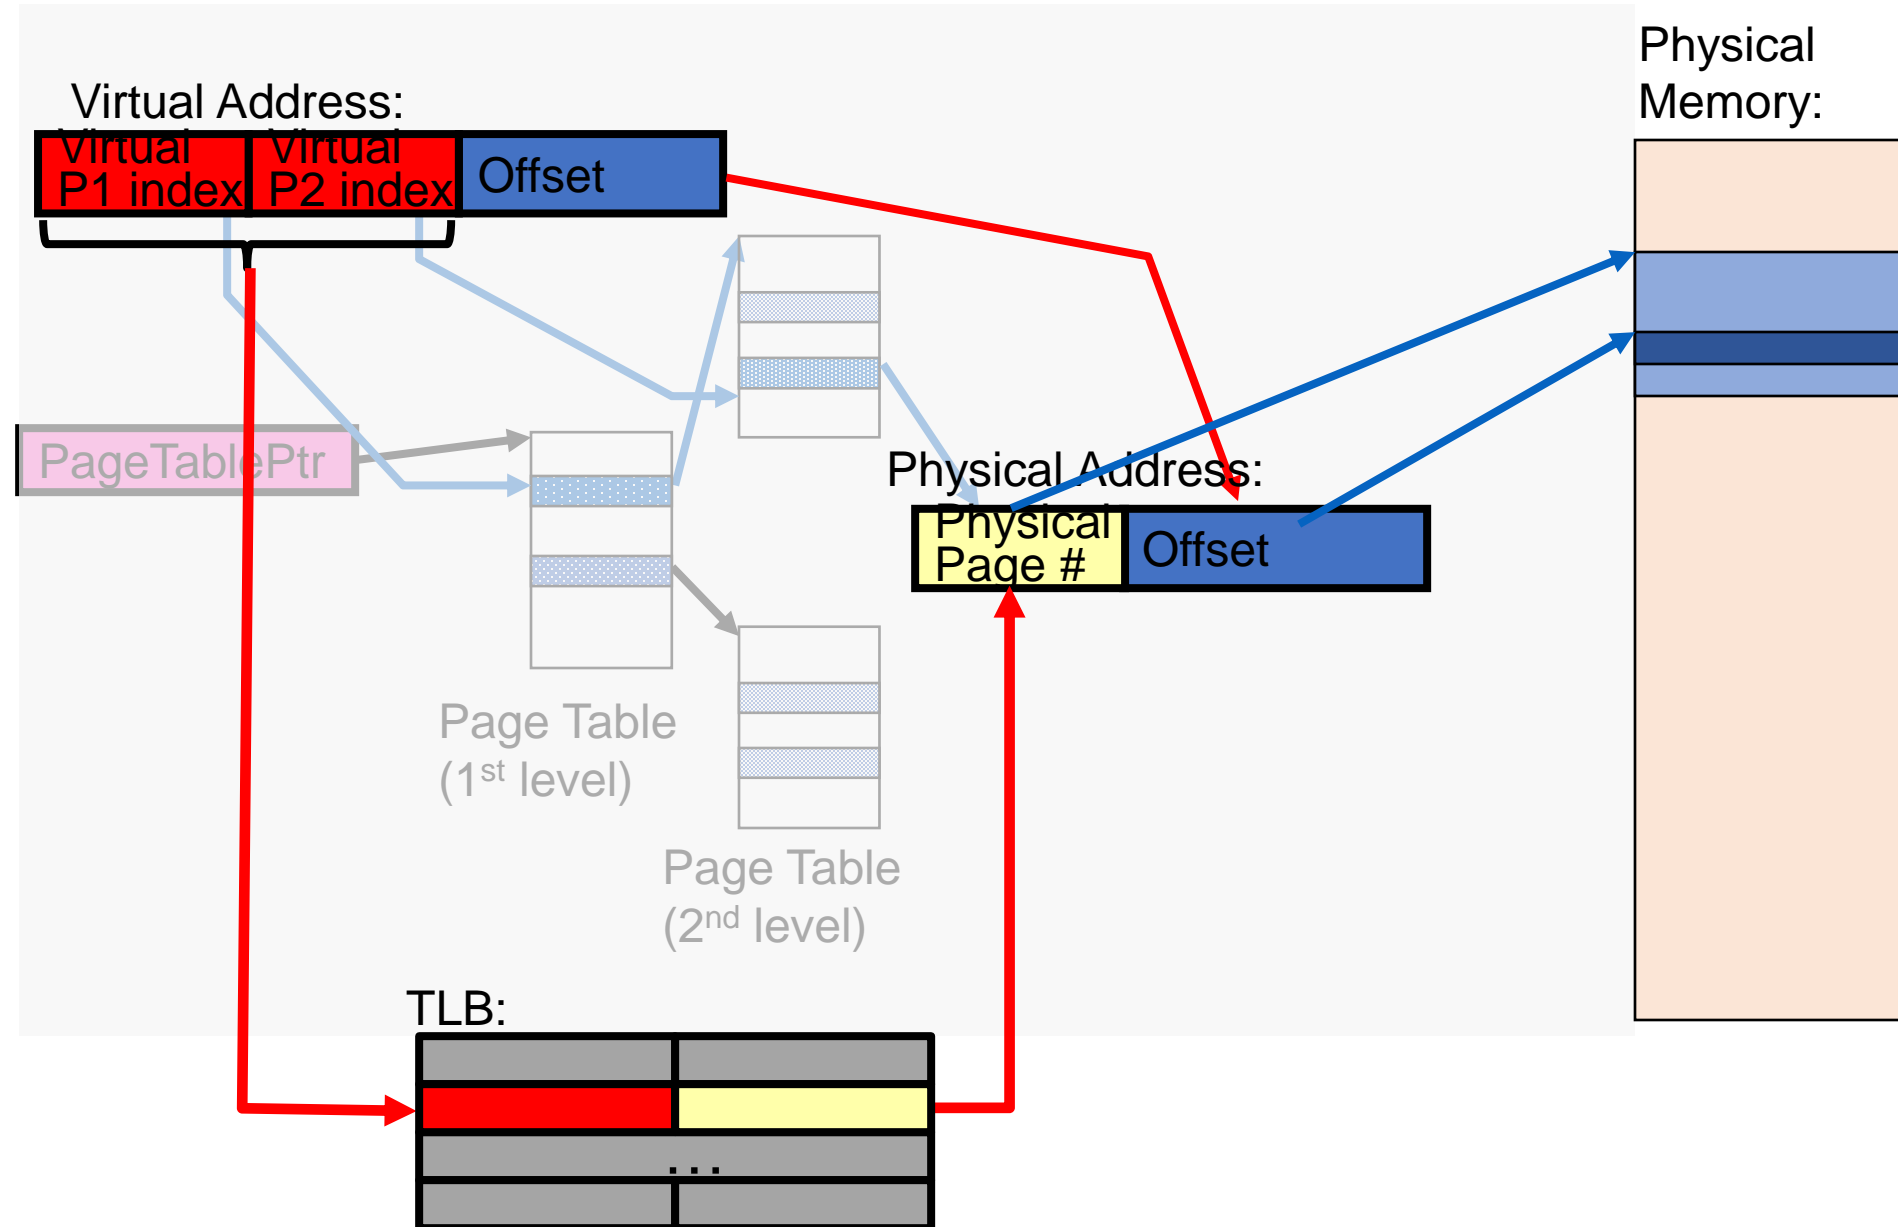 Physical
Memory:
Virtual Address:
Virtual
P1 index
Virtual
P2 index
Offset
PageTablePtr
Physical Address:
Physical
Page #
Offset
Page Table
(1st level)
Page Table
(2nd level)
TLB:
...